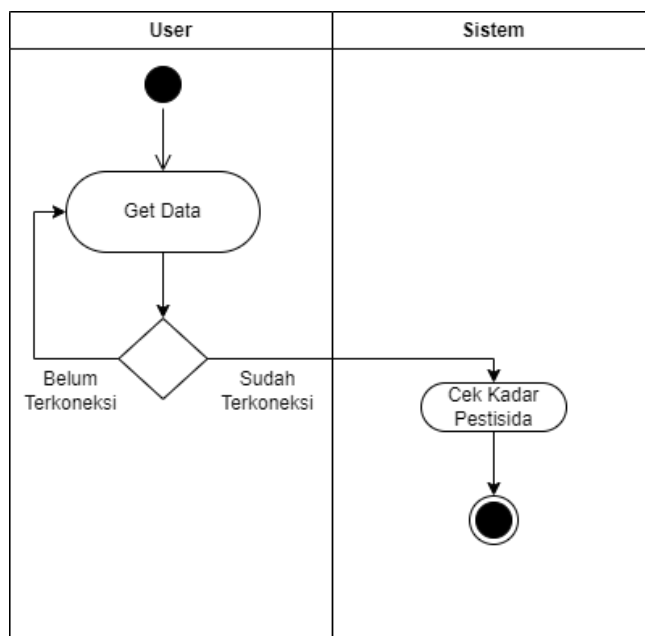 User
Sistem
Get Data
Belum
Terkoneksi
Sudah
Terkoneksi
Cek Kadar
Pestisida